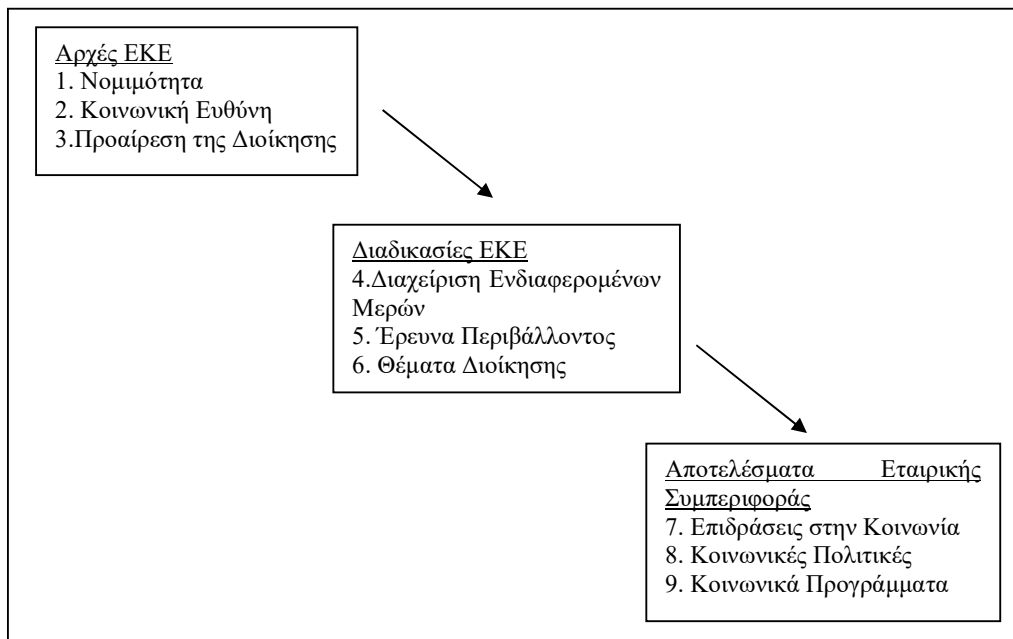 Αρχές ΕΚΕ
1. Νομιμότητα
2. Κοινωνική Ευθύνη
3.Προαίρεση της Διοίκησης
Διαδικασίες ΕΚΕ
4.Διαχείριση Ενδιαφερομένων
Μερών
5. Έρευνα Περιβάλλοντος
6. Θέματα Διοίκησης
Αποτελέσματα Εταιρικής
Συμπεριφοράς
7. Επιδράσεις στην Κοινωνία
8. Κοινωνικές Πολιτικές
9. Κοινωνικά Προγράμματα